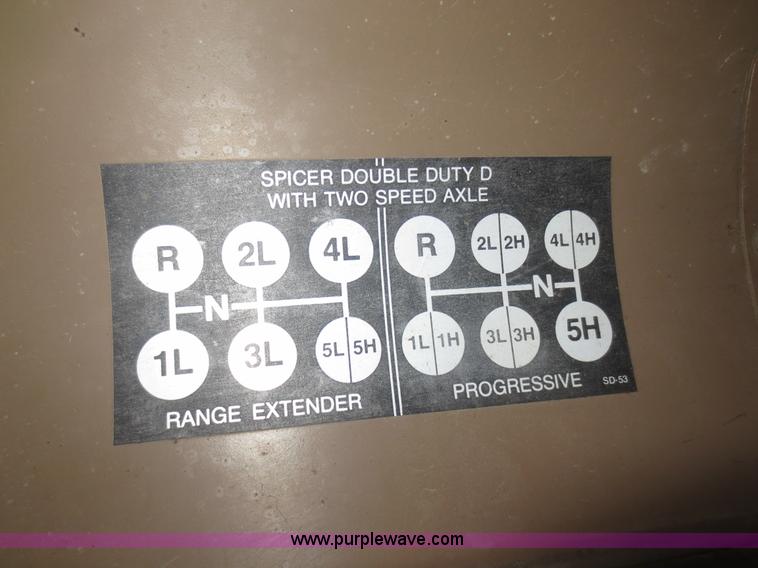 SPICER DOUBLE DUTY D
WITH TWO SPEED AXLE
R 2L 4L
N
1L 3L 5L 5H
RANGE EXTENDER
R 2L 2H 4L 4H
N
1L 1H 3L 3H 5H
PROGRESSIVE
SD-53
www.purplewave.com